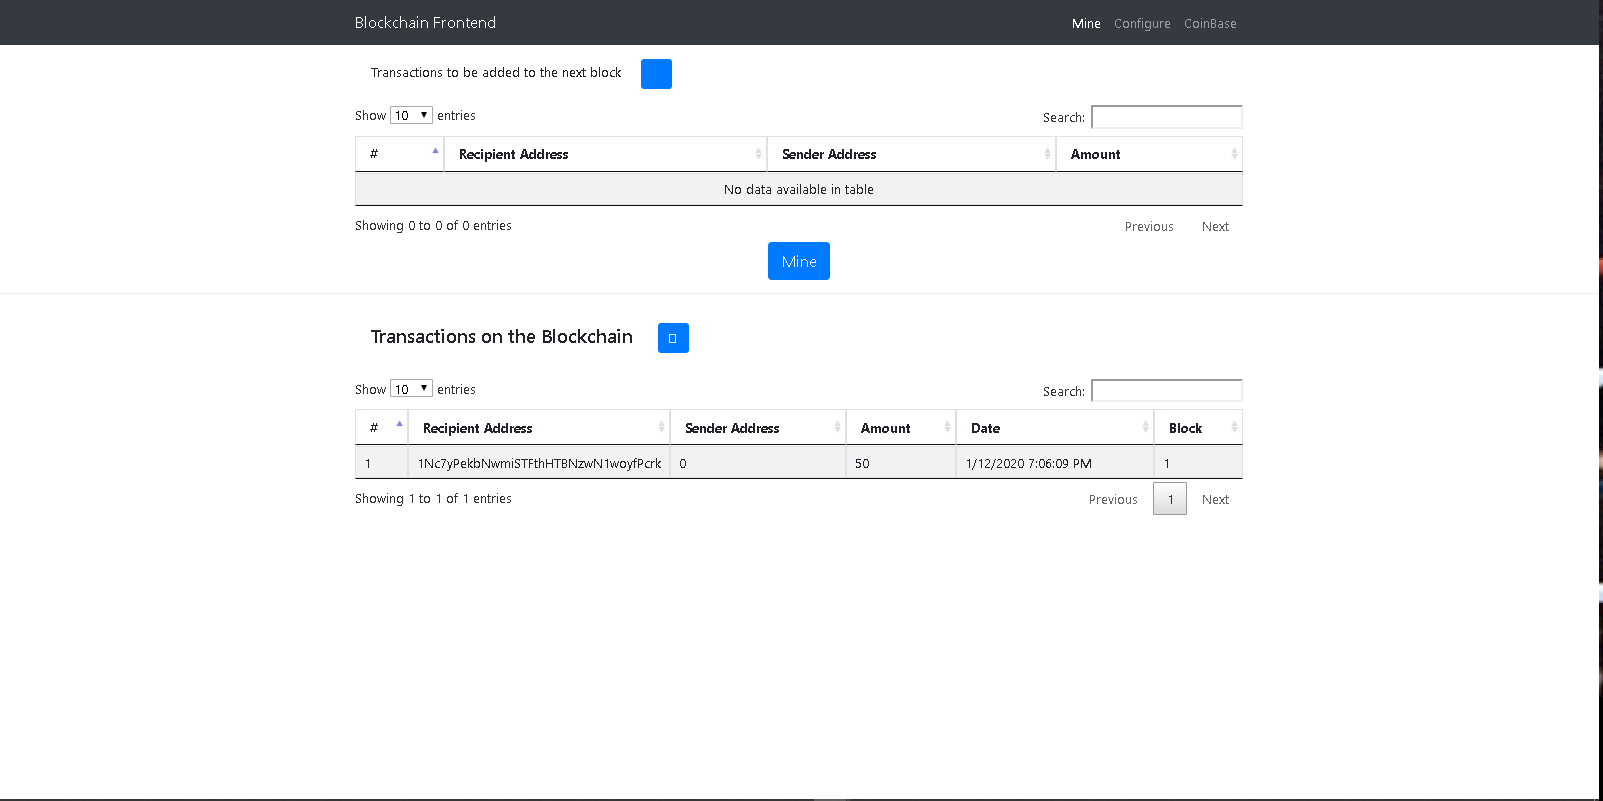 Blockchain Frontend Mine Configure CoinBase
Transactions to be added to the next block
Show 10 entries Search:
# Recipient Address Sender Address Amount
No data available in table
Showing 0 to 0 of 0 entries Previous Next
Mine
Transactions on the Blockchain
Show 10 entries Search:
# Recipient Address Sender Address Amount Date Block
1 1Nc7yPekbNwmiSTFthHTBNzwN1woyfPcrk 0 50 1/12/2020 7:06:09 PM 1
Showing 1 to 1 of 1 entries Previous 1 Next